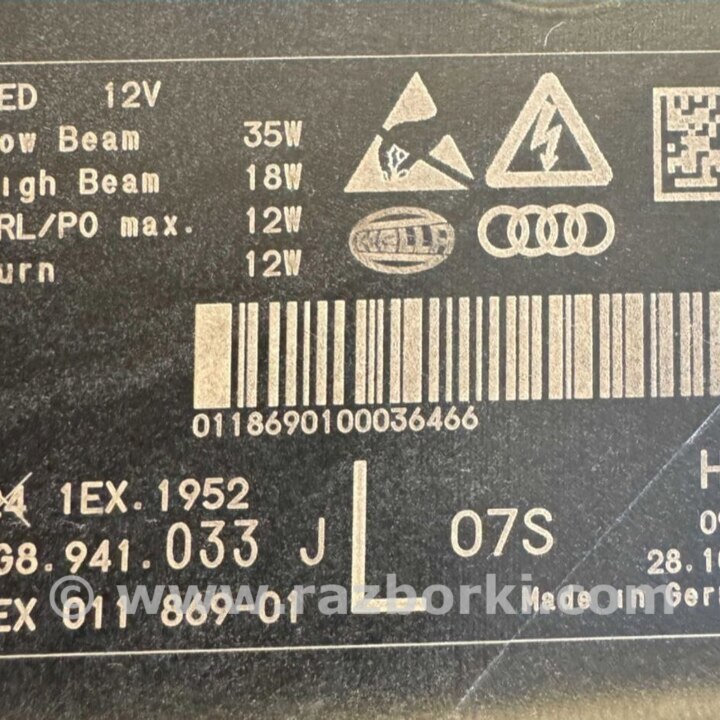 ED 12V
ow Beam 35W
igh Beam 18W
RL/PO max. 12W
urn 12W
HELLA
0118690100036466
1EX.1952
G8.941.033 J L 07S
28.10
EX 011 869-01
Made in Ger
© www.razborki.com